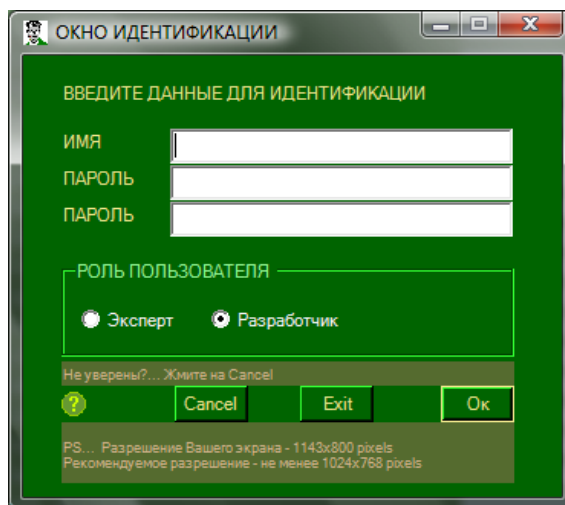 ОКНО ИДЕНТИФИКАЦИИ
ВВЕДИТЕ ДАННЫЕ ДЛЯ ИДЕНТИФИКАЦИИ
ИМЯ
ПАРОЛЬ
ПАРОЛЬ
РОЛЬ ПОЛЬЗОВАТЕЛЯ
Эксперт Разработчик
Не уверены?... Жмите на Cancel
? Cancel Exit Ок
PS... Разрешение Вашего экрана - 1143x800 pixels
Рекомендуемое разрешение - не менее 1024x768 pixels